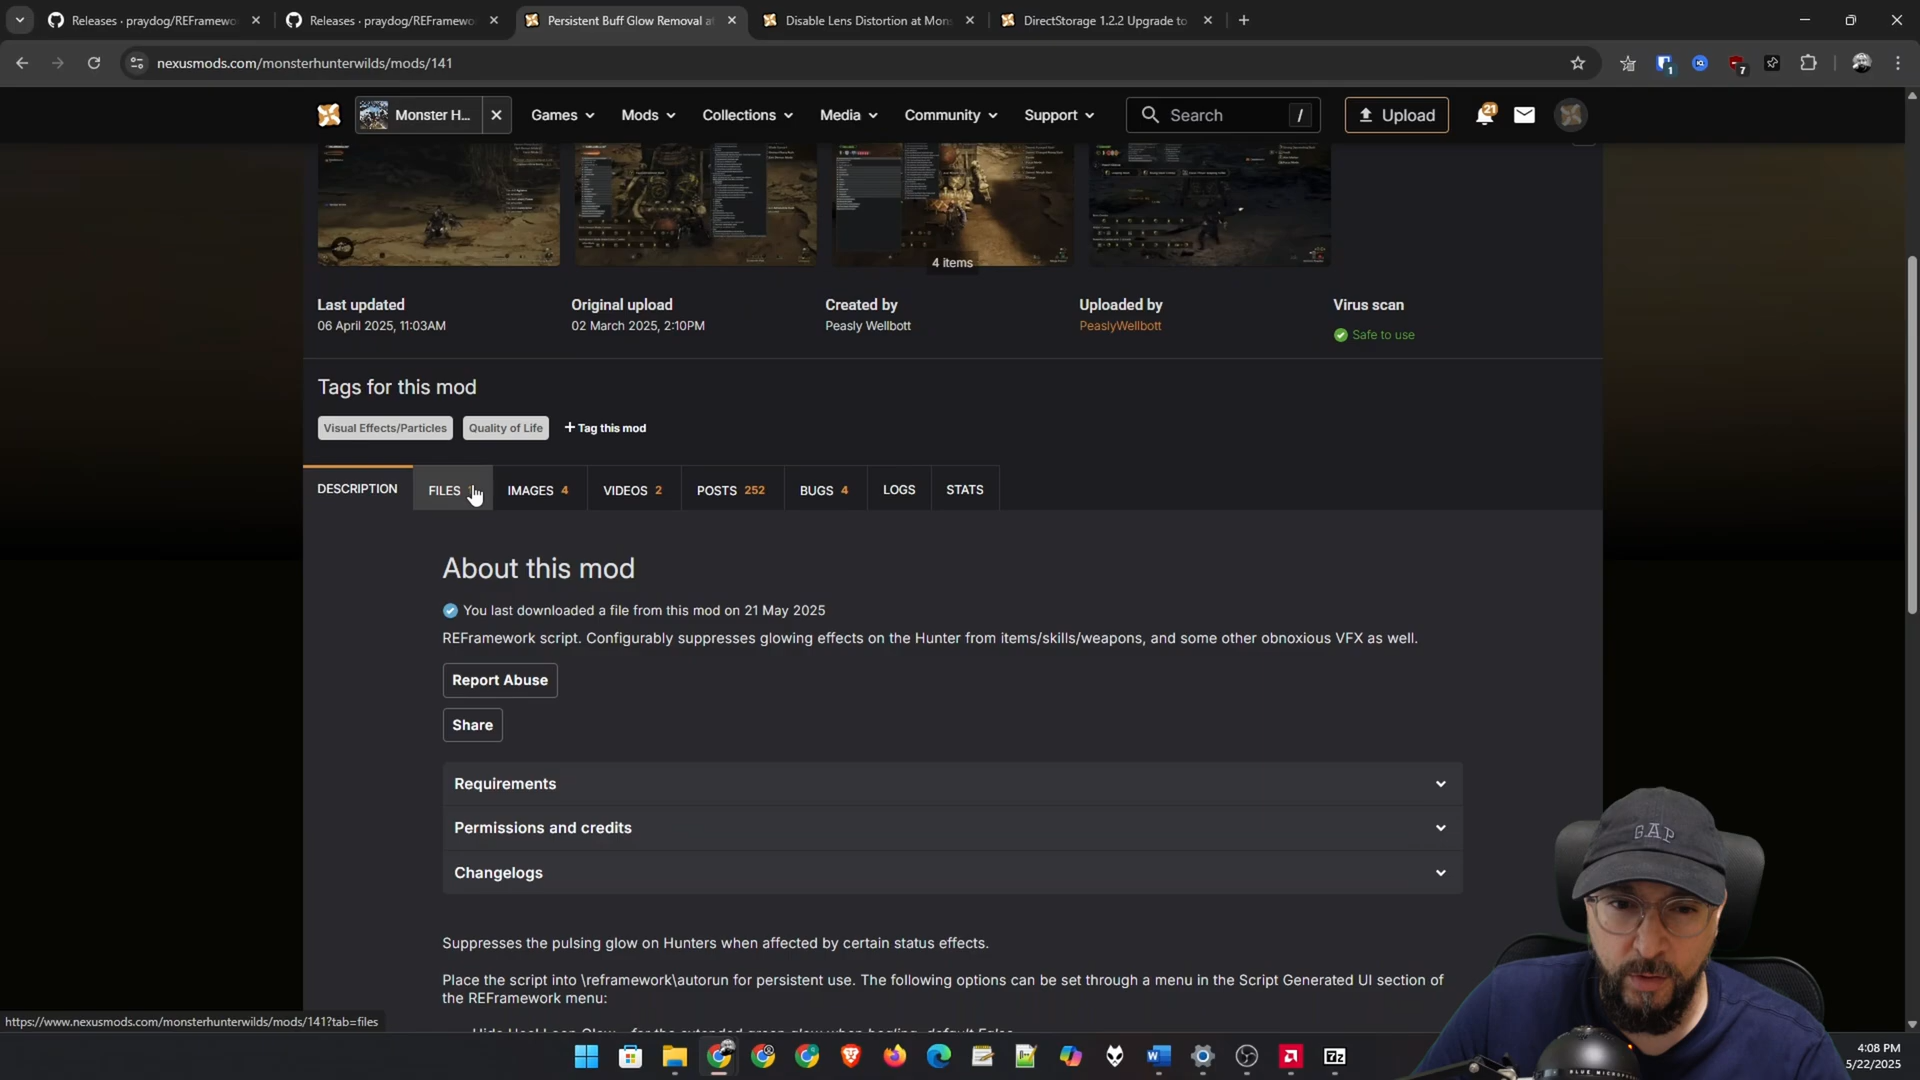 Releases · praydog/REFramewo
Releases · praydog/REFramewo
Persistent Buff Glow Removal a
Disable Lens Distortion at Mon
DirectStorage 1.2.2 Upgrade to
nexusmods.com/monsterhunterwilds/mods/141
1
7
Monster H...
Games
Mods
Collections
Media
Community
Support
Search
/
Upload
21
4 items
Last updated
06 April 2025, 11:03AM
Original upload
02 March 2025, 2:10PM
Created by
Peasly Wellbott
Uploaded by
PeaslyWellbott
Virus scan
Safe to use
Tags for this mod
Visual Effects/Particles
Quality of Life
+ Tag this mod
DESCRIPTION
FILES
IMAGES 4
VIDEOS 2
POSTS 252
BUGS 4
LOGS
STATS
About this mod
You last downloaded a file from this mod on 21 May 2025
REFramework script. Configurably suppresses glowing effects on the Hunter from items/skills/weapons, and some other obnoxious VFX as well.
Report Abuse
Share
Requirements
Permissions and credits
Changelogs
Suppresses the pulsing glow on Hunters when affected by certain status effects.
Place the script into \reframework\autorun for persistent use. The following options can be set through a menu in the Script Generated UI section of
the REFramework menu:
https://www.nexusmods.com/monsterhunterwilds/mods/141?tab=files
GAP
7z
4:08 PM
5/22/2025